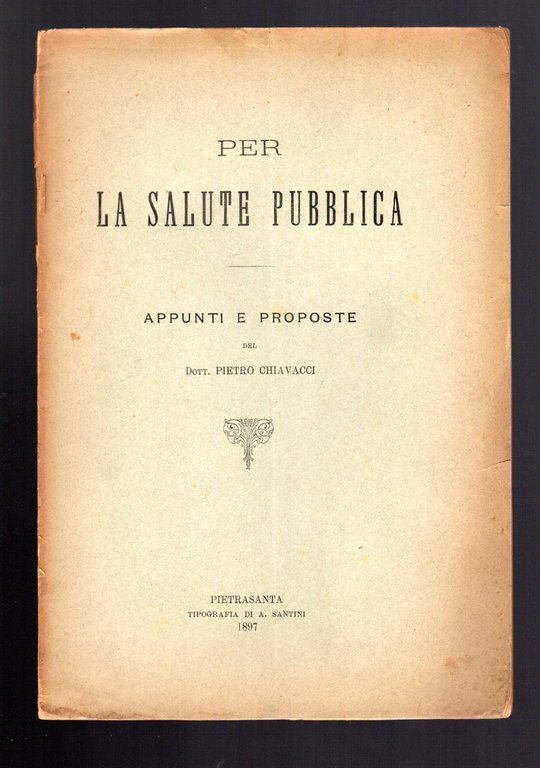 PER
LA SALUTE PUBBLICA
APPUNTI E PROPOSTE
DEL
DOTT. PIETRO CHIAVACCI
PIETRASANTA
TIPOGRAFIA DI A. SANTINI
1897